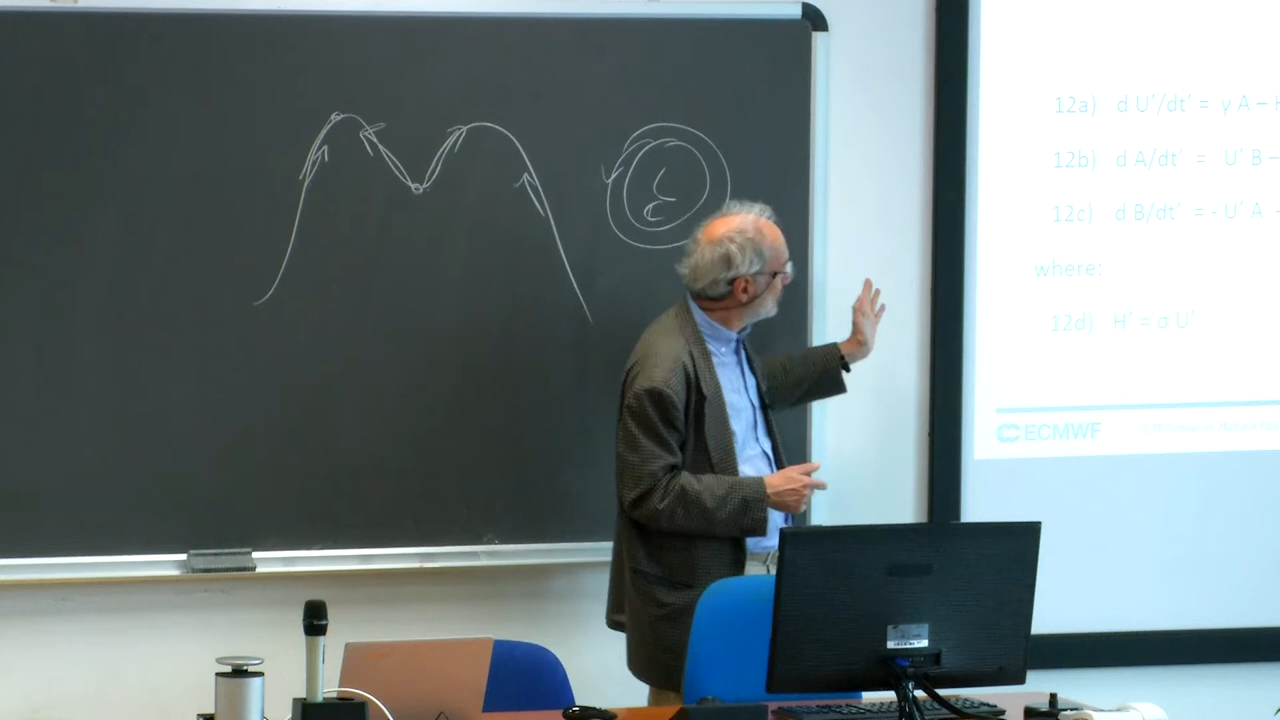 12a) d U′/dt′ = γ A – H
12b) d A/dt′ = U′ B –
12c) d B/dt′ = - U′ A -
where:
12d) H′ = σ U′
ECMWF